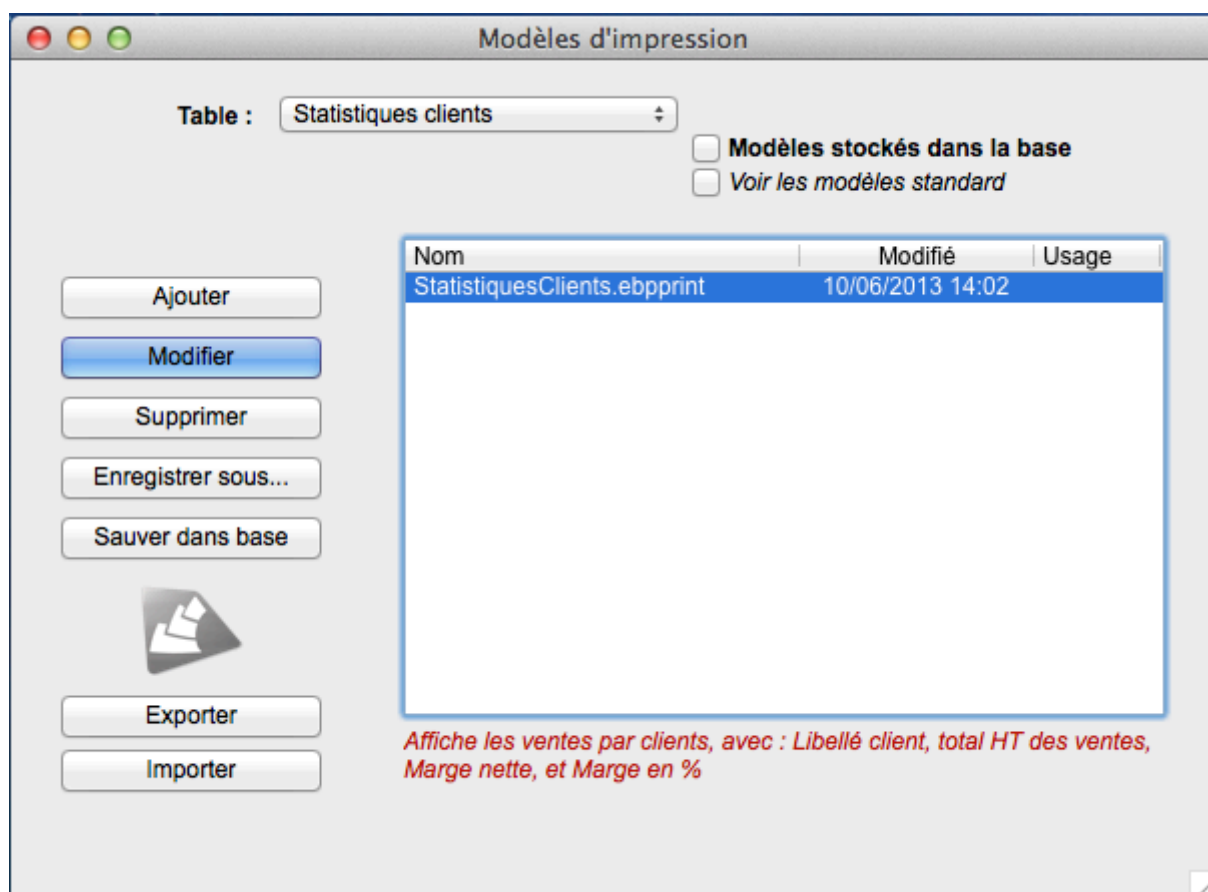 Modèles d'impression
Table : Statistiques clients
Modèles stockés dans la base
Voir les modèles standard
Nom Modifié Usage
StatistiquesClients.ebpprint 10/06/2013 14:02
Ajouter
Modifier
Supprimer
Enregistrer sous...
Sauver dans base
Exporter
Importer
Affiche les ventes par clients, avec : Libellé client, total HT des ventes,
Marge nette, et Marge en %